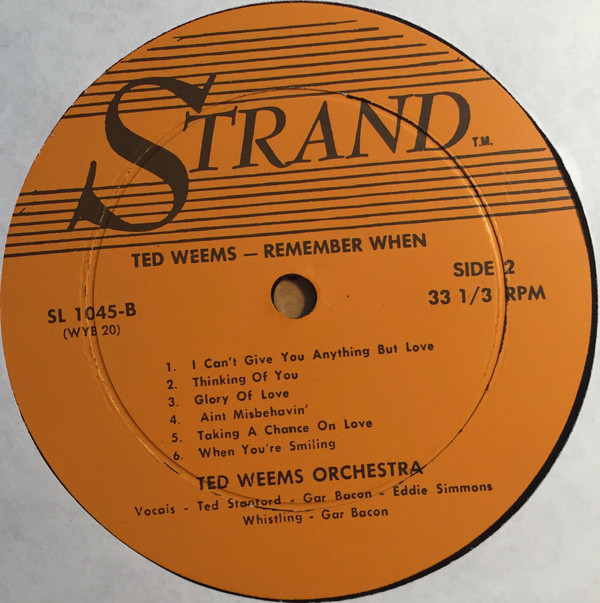 STRAND T.M.
TED WEEMS — REMEMBER WHEN
SIDE 2
SL 1045-B
33 1/3 RPM
(WYB 20)
1. I Can't Give You Anything But Love
2. Thinking Of You
3. Glory Of Love
4. Aint Misbehavin'
5. Taking A Chance On Love
6. When You're Smiling
TED WEEMS ORCHESTRA
Vocais - Ted Stanford - Gar Bacon - Eddie Simmons
Whistling - Gar Bacon